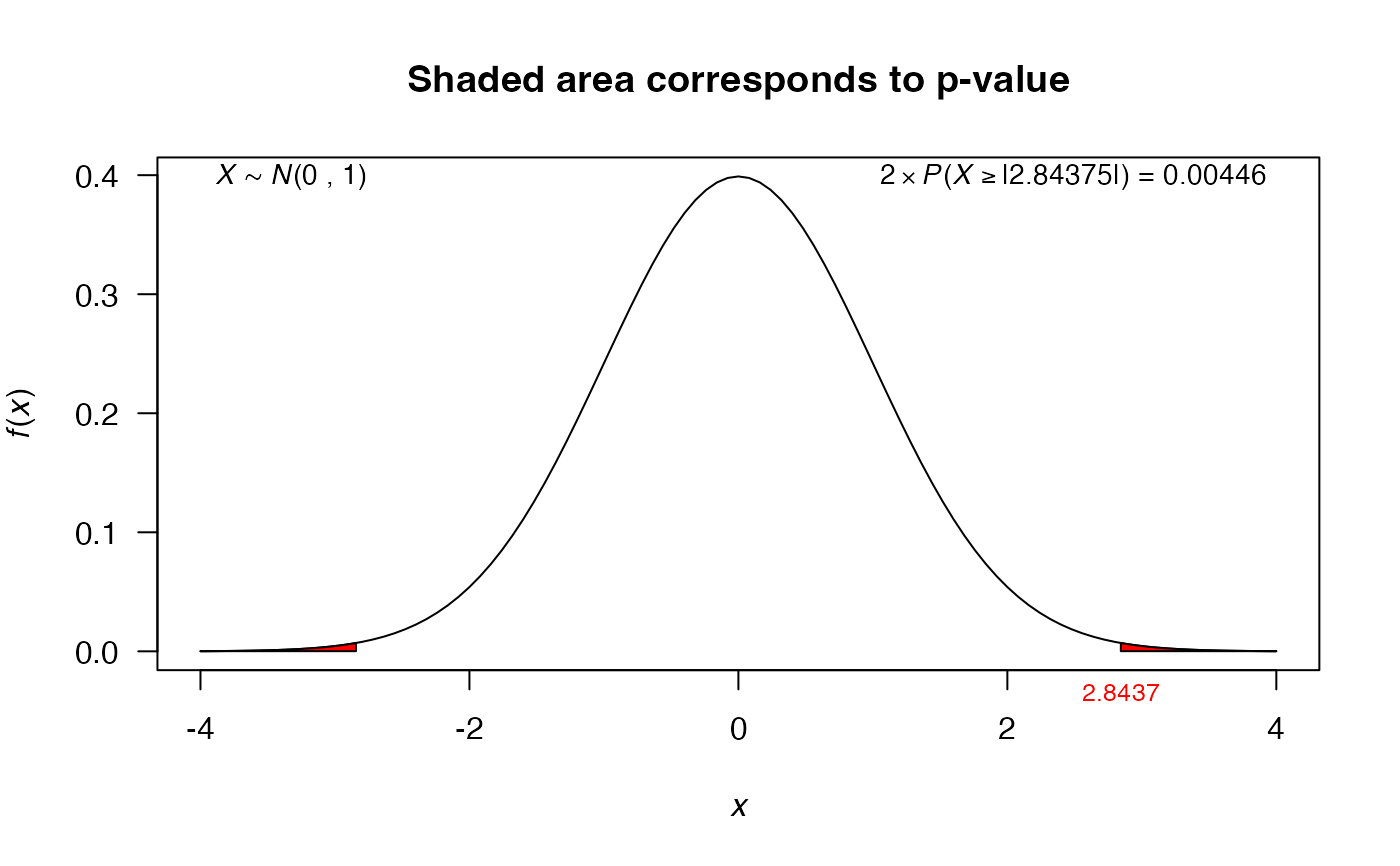 Shaded area corresponds to p-value
X ~ N(0 , 1)
2 × P(X ≥ |2.84375|) = 0.00446
0.4
0.3
0.2
0.1
0.0
f(x)
2.8437
-4 -2 0 2 4
x